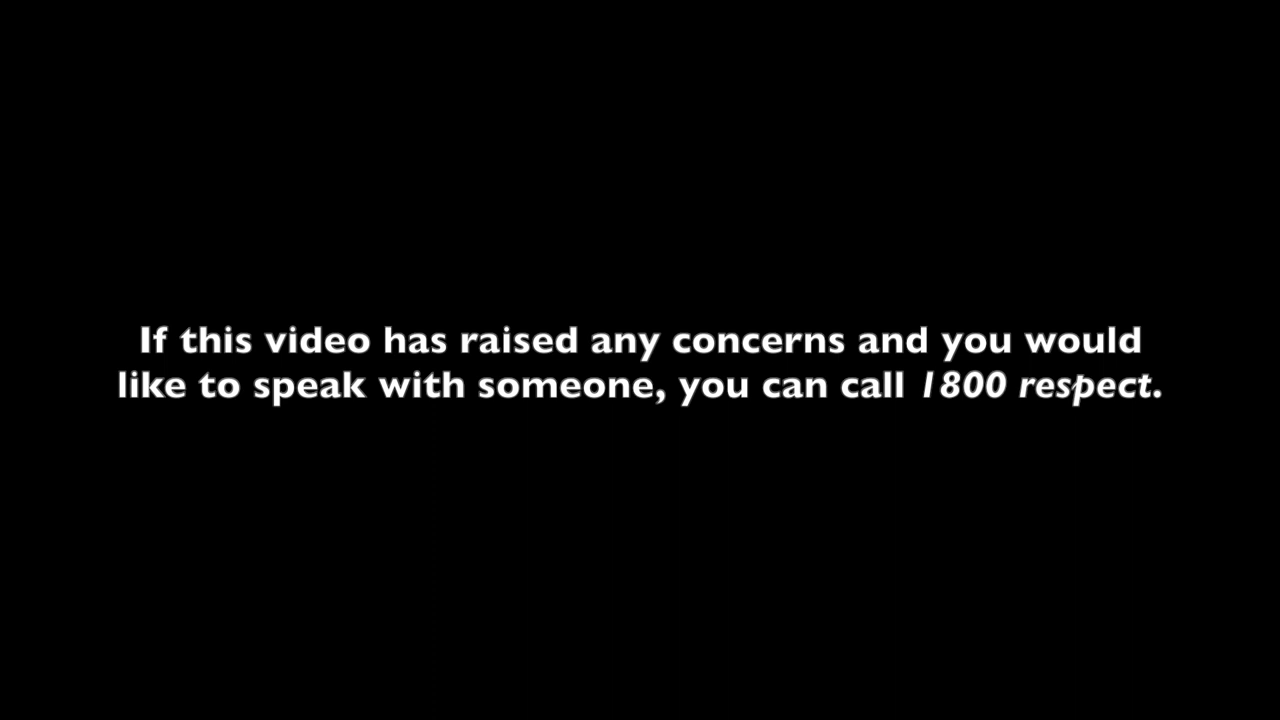 If this video has raised any concerns and you would
like to speak with someone, you can call 1800 respect.